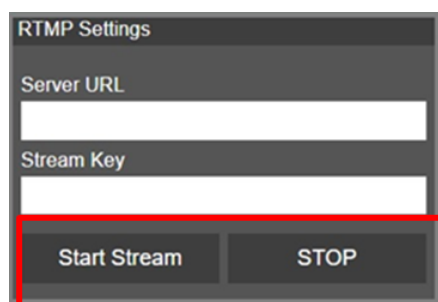 RTMP Settings
Server URL
Stream Key
Start Stream STOP